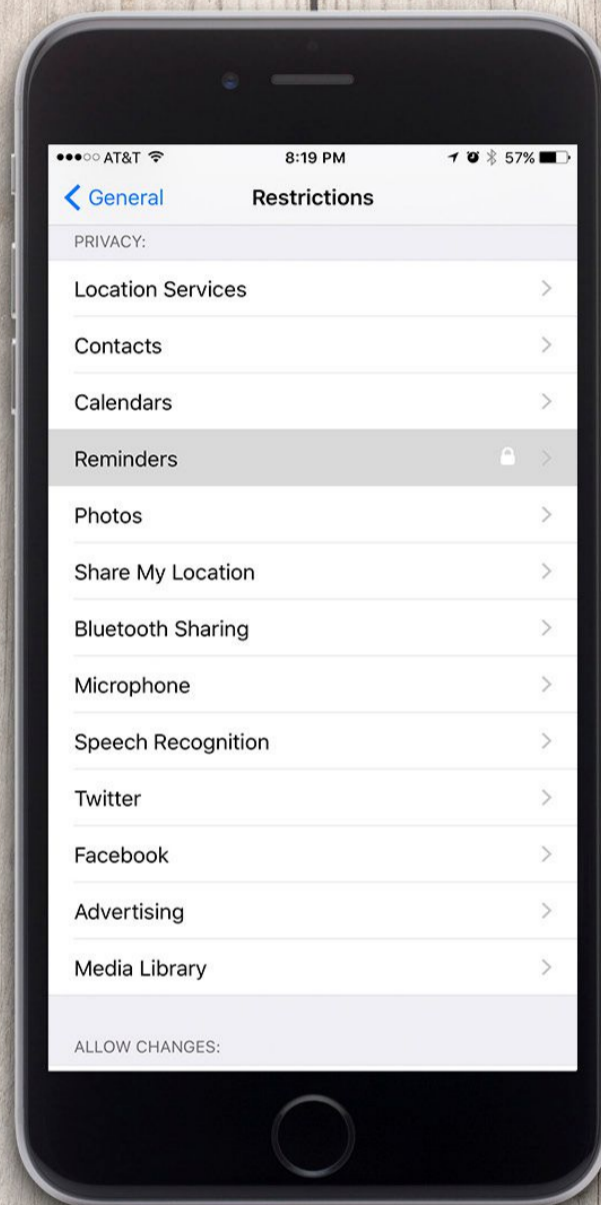 AT&T 8:19 PM 57%
General Restrictions
PRIVACY:
Location Services
Contacts
Calendars
Reminders
Photos
Share My Location
Bluetooth Sharing
Microphone
Speech Recognition
Twitter
Facebook
Advertising
Media Library
ALLOW CHANGES: